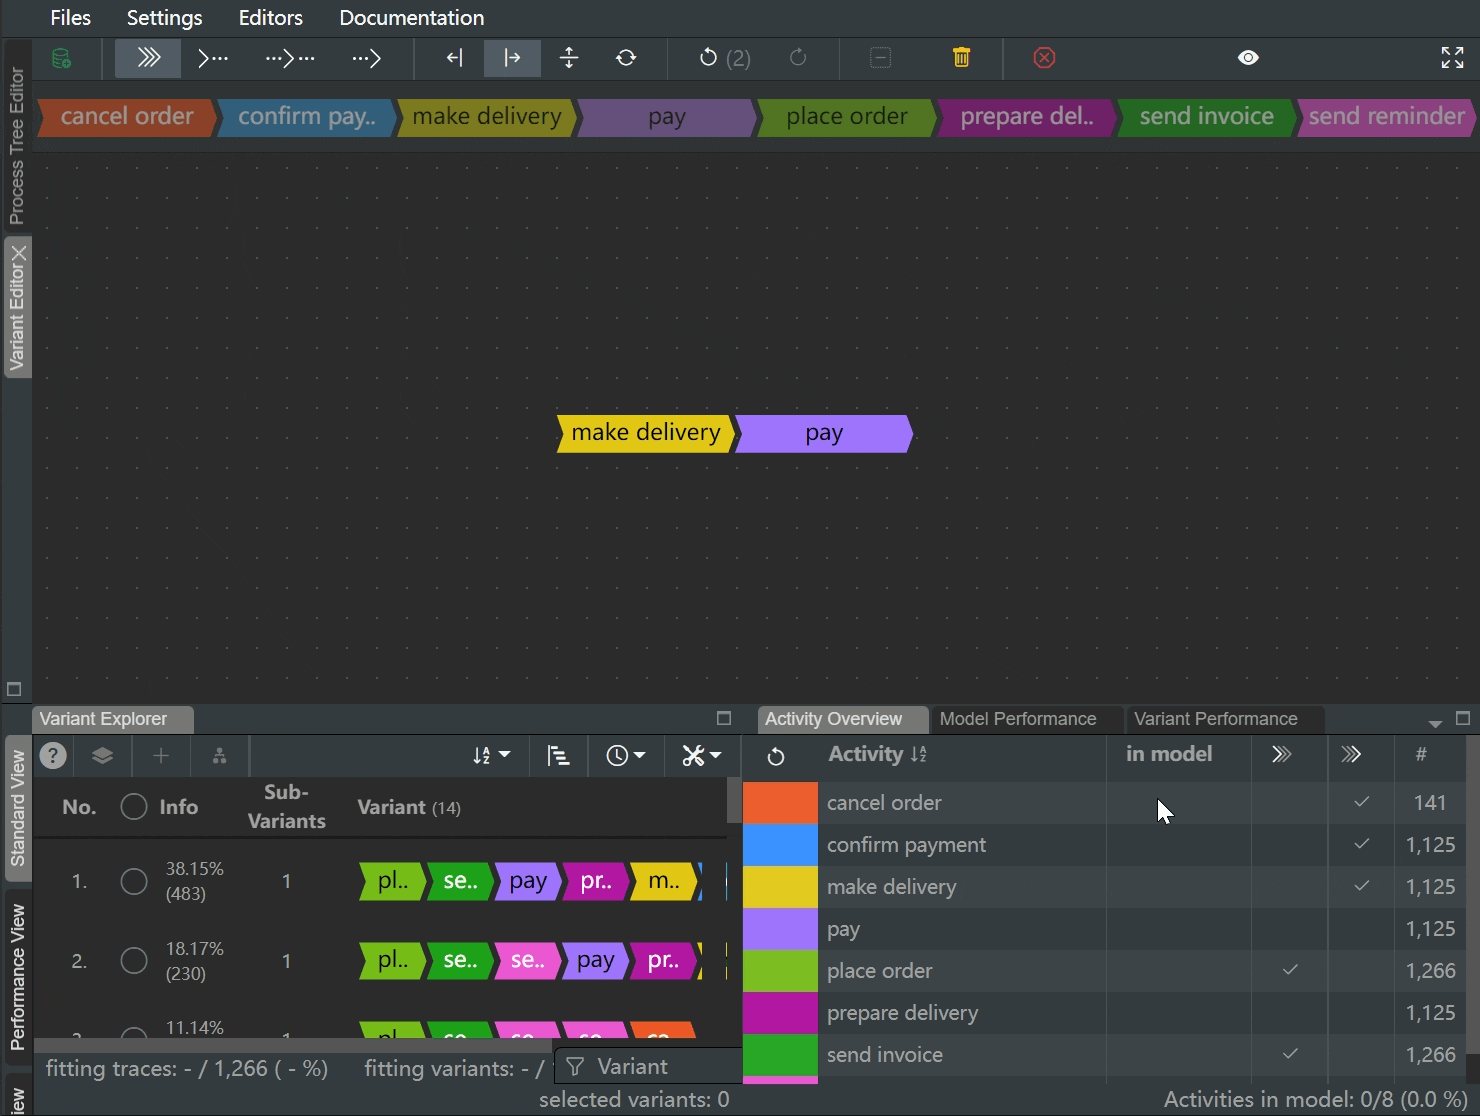 Files Settings Editors Documentation
(2)
cancel order confirm pay.. make delivery pay place order prepare del.. send invoice send reminder
Process Tree Editor
Variant Editor
make delivery pay
Variant Explorer
Activity Overview Model Performance Variant Performance
Standard View
Performance View
iew
?
No. Info Sub-Variants Variant (14)
1. 38.15% (483) 1 pl.. se.. pay pr.. m..
2. 18.17% (230) 1 pl.. se.. se.. pay pr..
11.14%
fitting traces: - / 1,266 ( - %) fitting variants: - / Variant
selected variants: 0
Activity in model #
cancel order 141
confirm payment 1,125
make delivery 1,125
pay 1,125
place order 1,266
prepare delivery 1,125
send invoice 1,266
Activities in model: 0/8 (0.0 %)